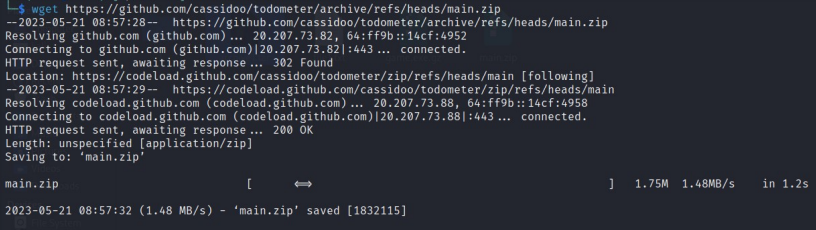 └─$ wget https://github.com/cassidoo/todometer/archive/refs/heads/main.zip
--2023-05-21 08:57:28-- https://github.com/cassidoo/todometer/archive/refs/heads/main.zip
Resolving github.com (github.com)... 20.207.73.82, 64:ff9b::14cf:4952
Connecting to github.com (github.com)|20.207.73.82|:443... connected.
HTTP request sent, awaiting response... 302 Found
Location: https://codeload.github.com/cassidoo/todometer/zip/refs/heads/main [following]
--2023-05-21 08:57:29-- https://codeload.github.com/cassidoo/todometer/zip/refs/heads/main
Resolving codeload.github.com (codeload.github.com)... 20.207.73.88, 64:ff9b::14cf:4958
Connecting to codeload.github.com (codeload.github.com)|20.207.73.88|:443... connected.
HTTP request sent, awaiting response... 200 OK
Length: unspecified [application/zip]
Saving to: ‘main.zip’
main.zip [ <=> ] 1.75M 1.48MB/s in 1.2s
2023-05-21 08:57:32 (1.48 MB/s) - ‘main.zip’ saved [1832115]